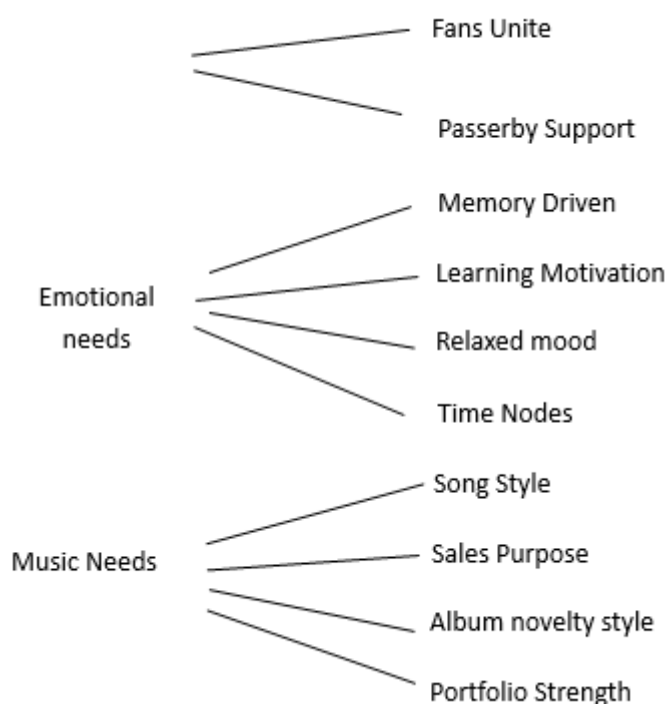 Fans Unite
Passerby Support
Memory Driven
Learning Motivation
Emotional
needs
Relaxed mood
Time Nodes
Song Style
Sales Purpose
Music Needs
Album novelty style
Portfolio Strength